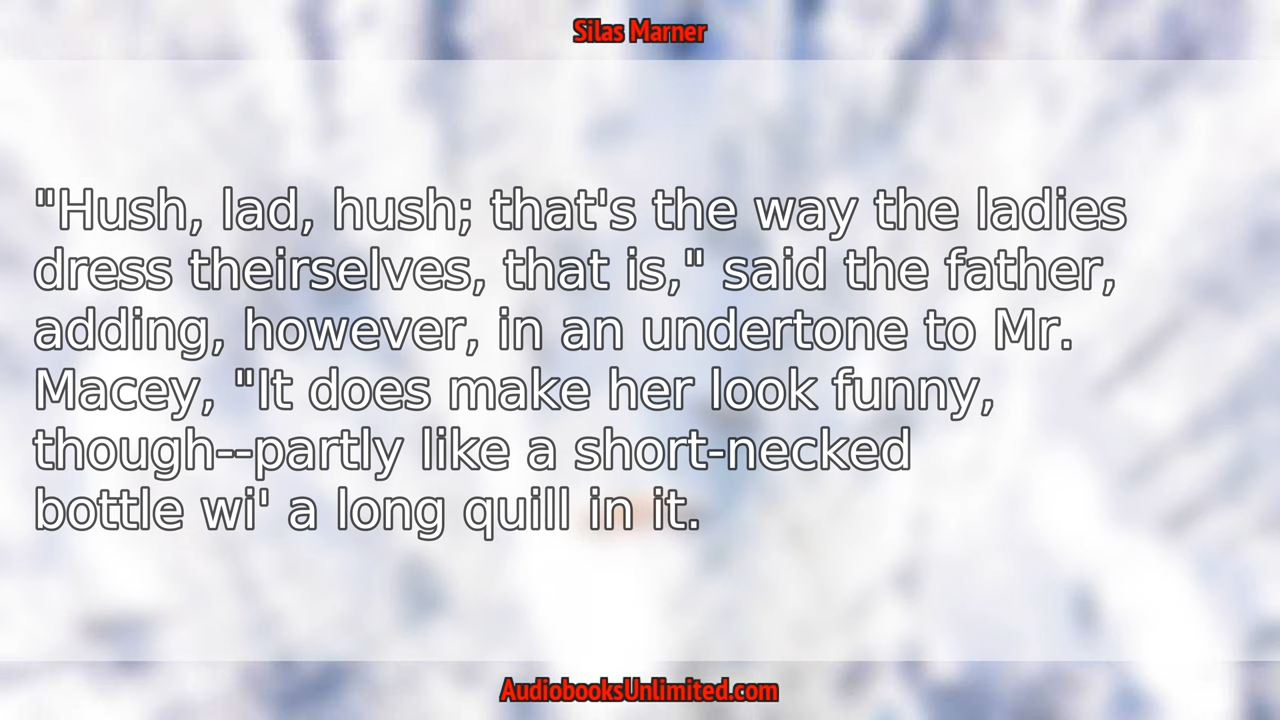 Silas Marner
"Hush, lad, hush; that's the way the ladies
dress theirselves, that is," said the father,
adding, however, in an undertone to Mr.
Macey, "It does make her look funny,
though--partly like a short-necked
bottle wi' a long quill in it.
AudiobooksUnlimited.com